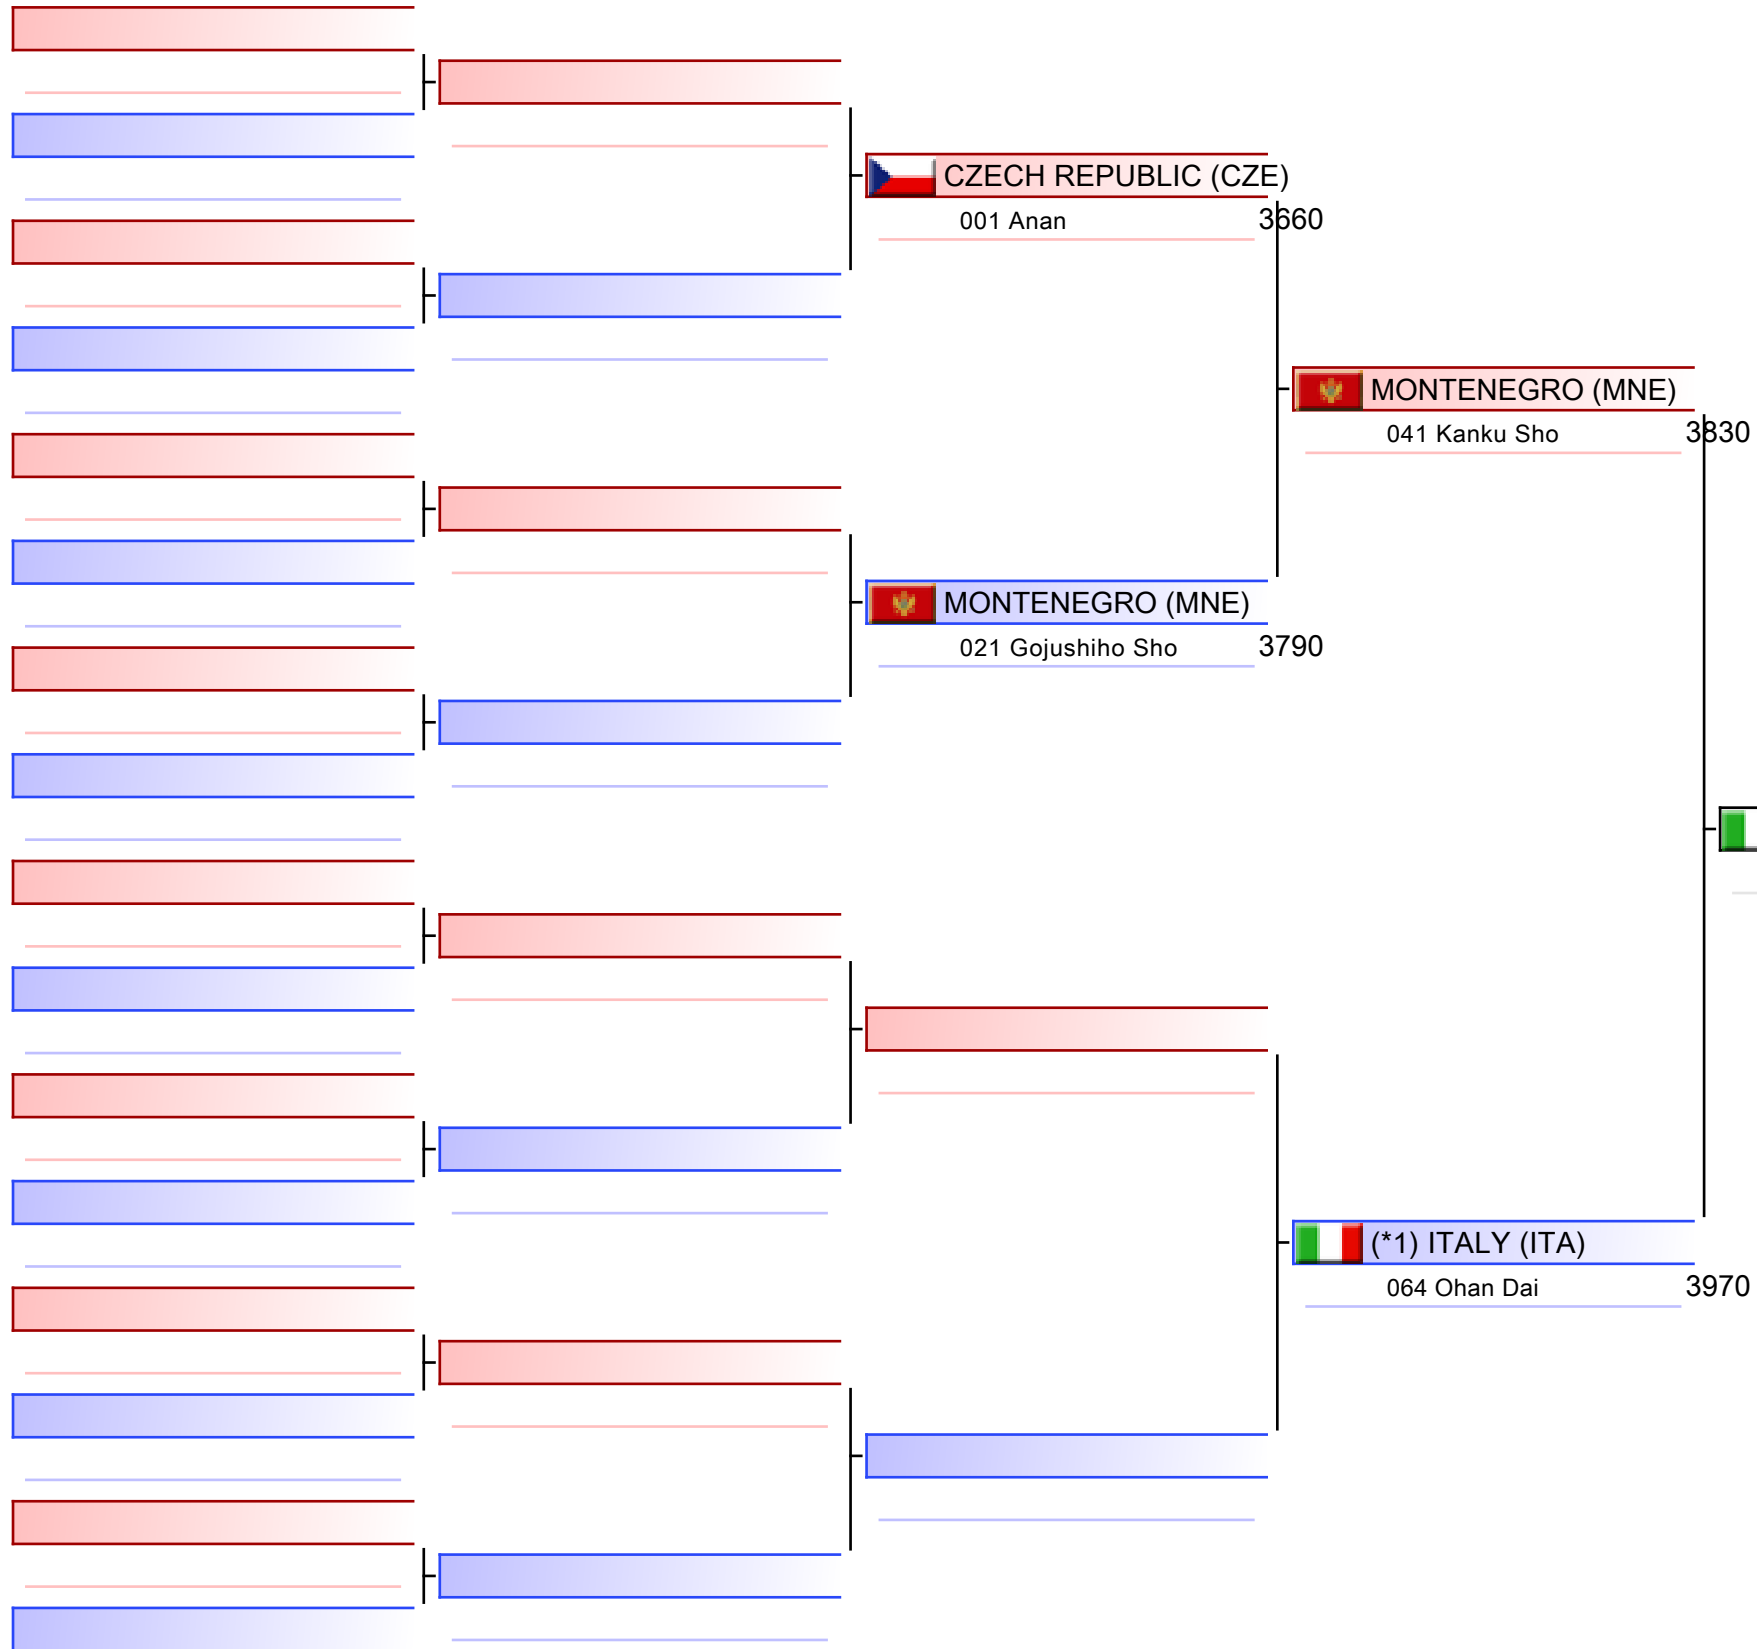 CZECH REPUBLIC (CZE)
001 Anan 3660
MONTENEGRO (MNE)
041 Kanku Sho 3830
MONTENEGRO (MNE)
021 Gojushiho Sho 3790
(*1) ITALY (ITA)
064 Ohan Dai 3970